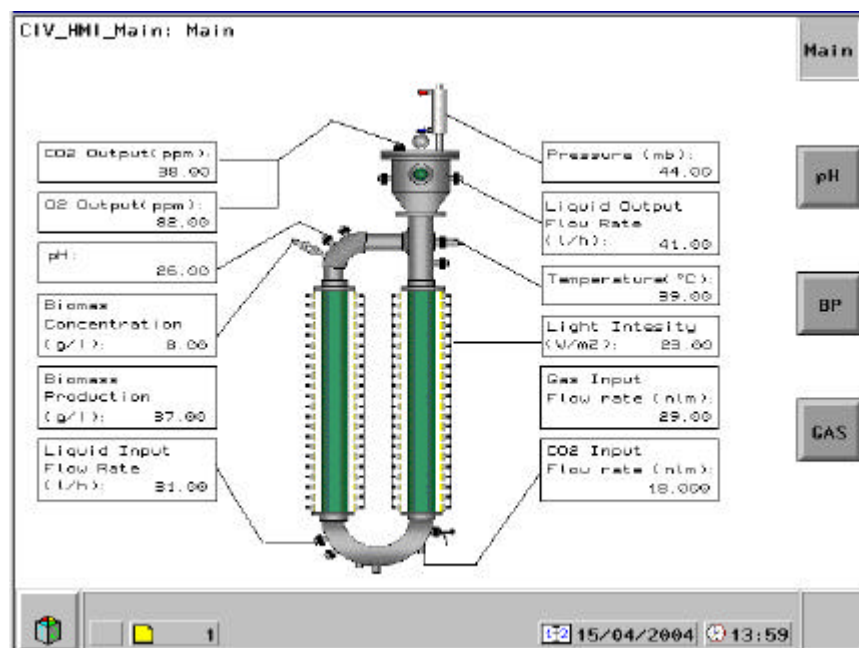 CIV_HMI_Main: Main
Main
CO2 Output(ppm):
38.00
O2 Output(ppm):
82.00
pH:
26.00
Biomas
Concentration
(g/l): 8.00
Biomass
Production
(g/l): 37.00
Liquid Input
Flow Rate
(l/h): 31.00
Pressure (mb):
44.00
Liquid Output
Flow Rate
(l/h): 41.00
Temperature(ºC):
39.00
Light Intesity
(W/m2): 23.00
Gas Input
Flow rate (nlm):
29.00
CO2 Input
Flow rate (nlm):
18.000
pH
BP
GAS
1
15/04/2004 13:59